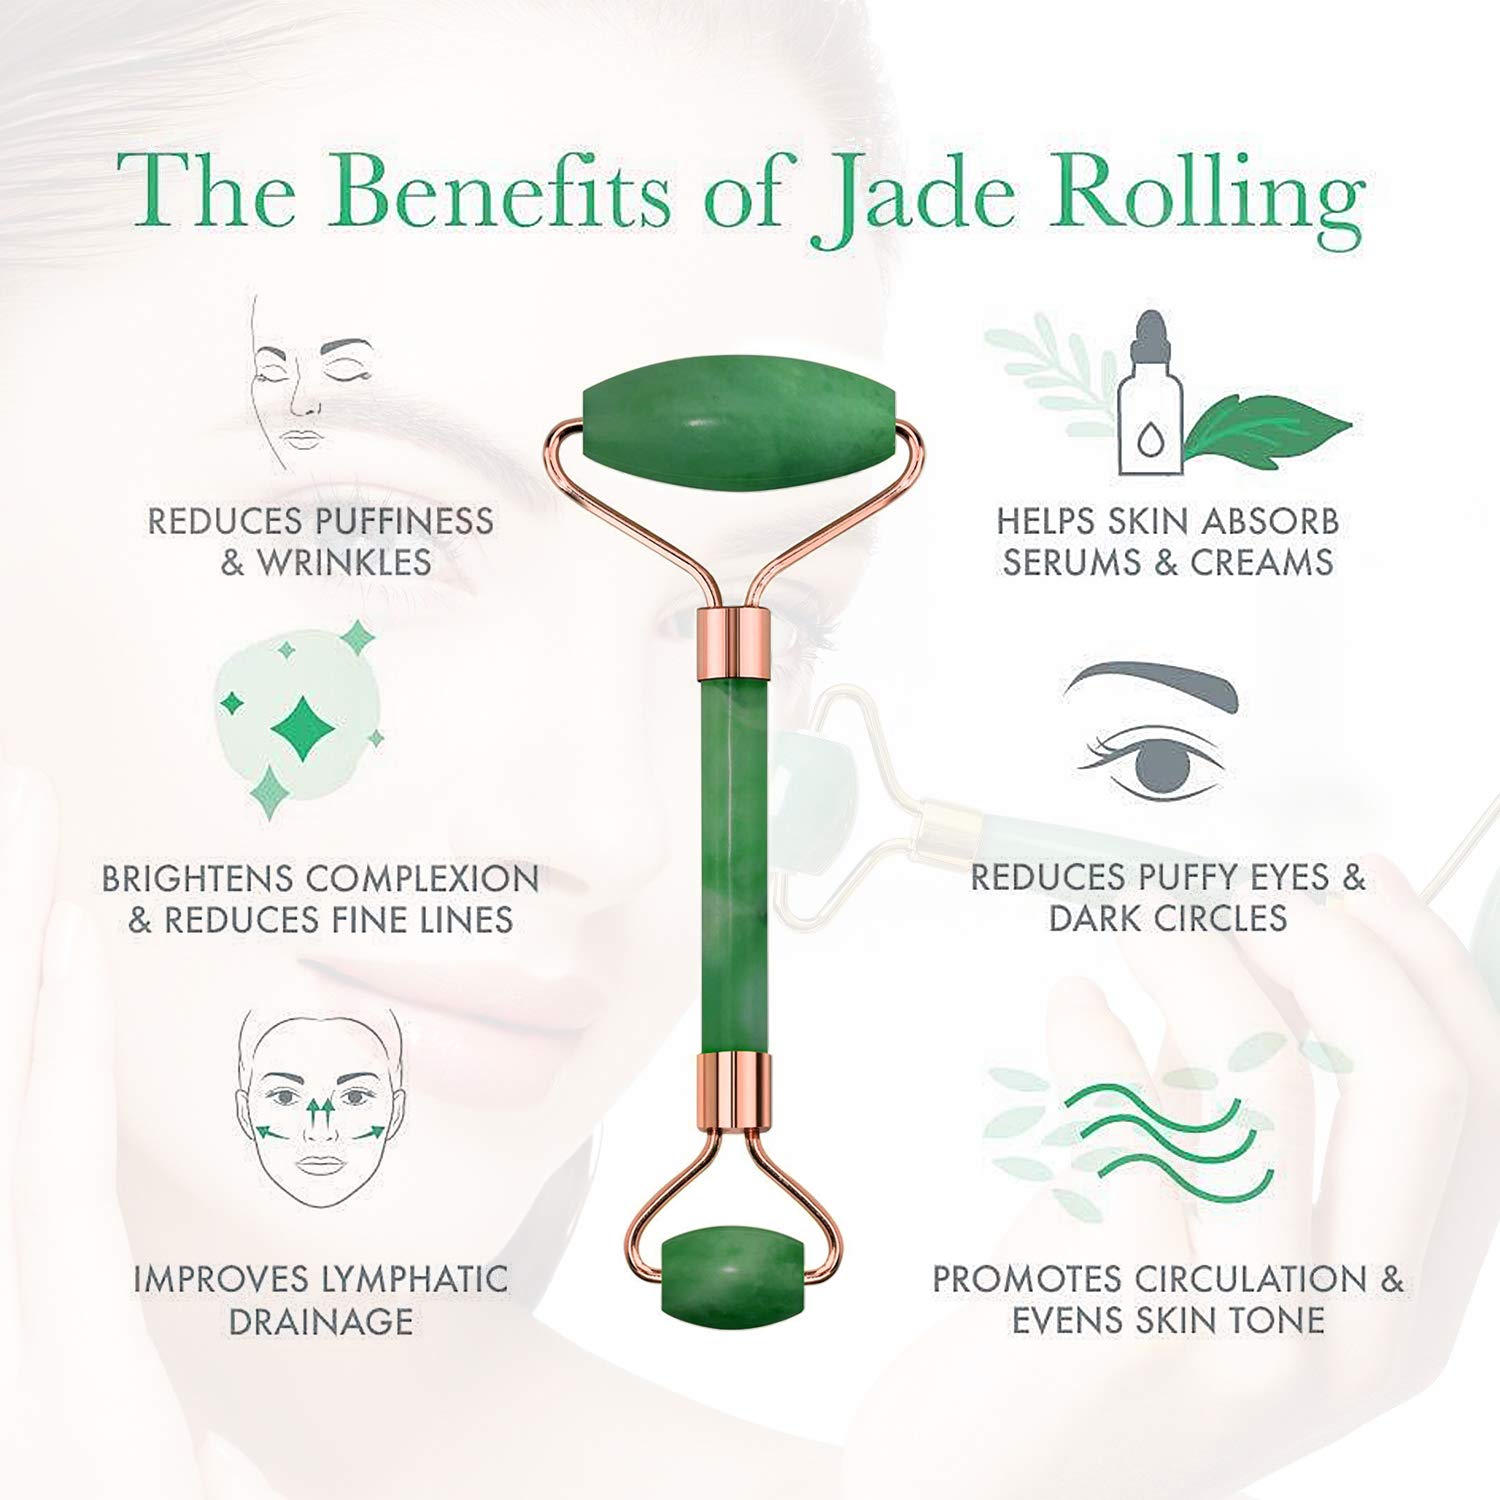 The Benefits of Jade Rolling
REDUCES PUFFINESS
& WRINKLES
HELPS SKIN ABSORB
SERUMS & CREAMS
BRIGHTENS COMPLEXION
& REDUCES FINE LINES
REDUCES PUFFY EYES &
DARK CIRCLES
IMPROVES LYMPHATIC
DRAINAGE
PROMOTES CIRCULATION &
EVENS SKIN TONE